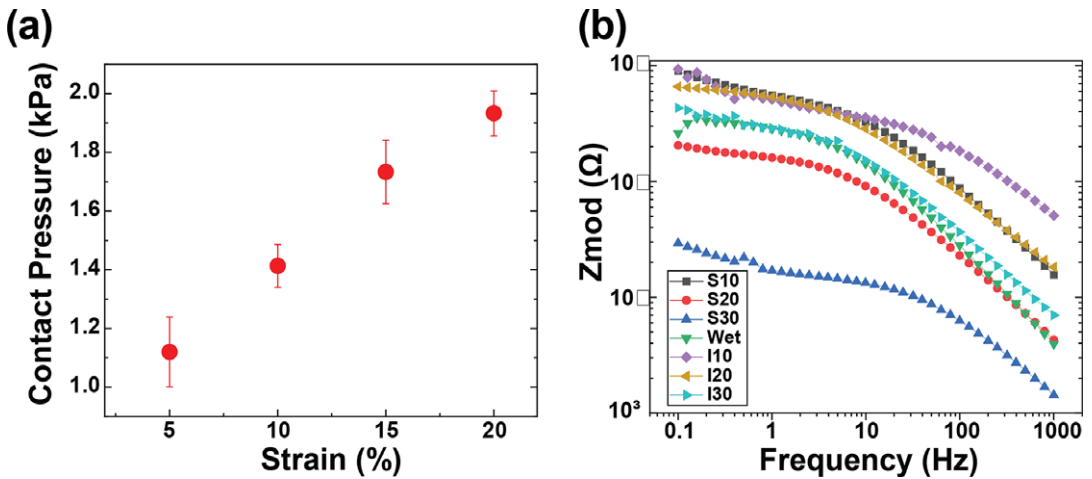 (a)
Contact Pressure (kPa)
2.0
1.8
1.6
1.4
1.2
1.0
5
10
15
20
Strain (%)
(b)
Zmod (Ω)
10□
10□
10□
10³
S10
S20
S30
Wet
I10
I20
I30
0.1
1
10
100
1000
Frequency (Hz)